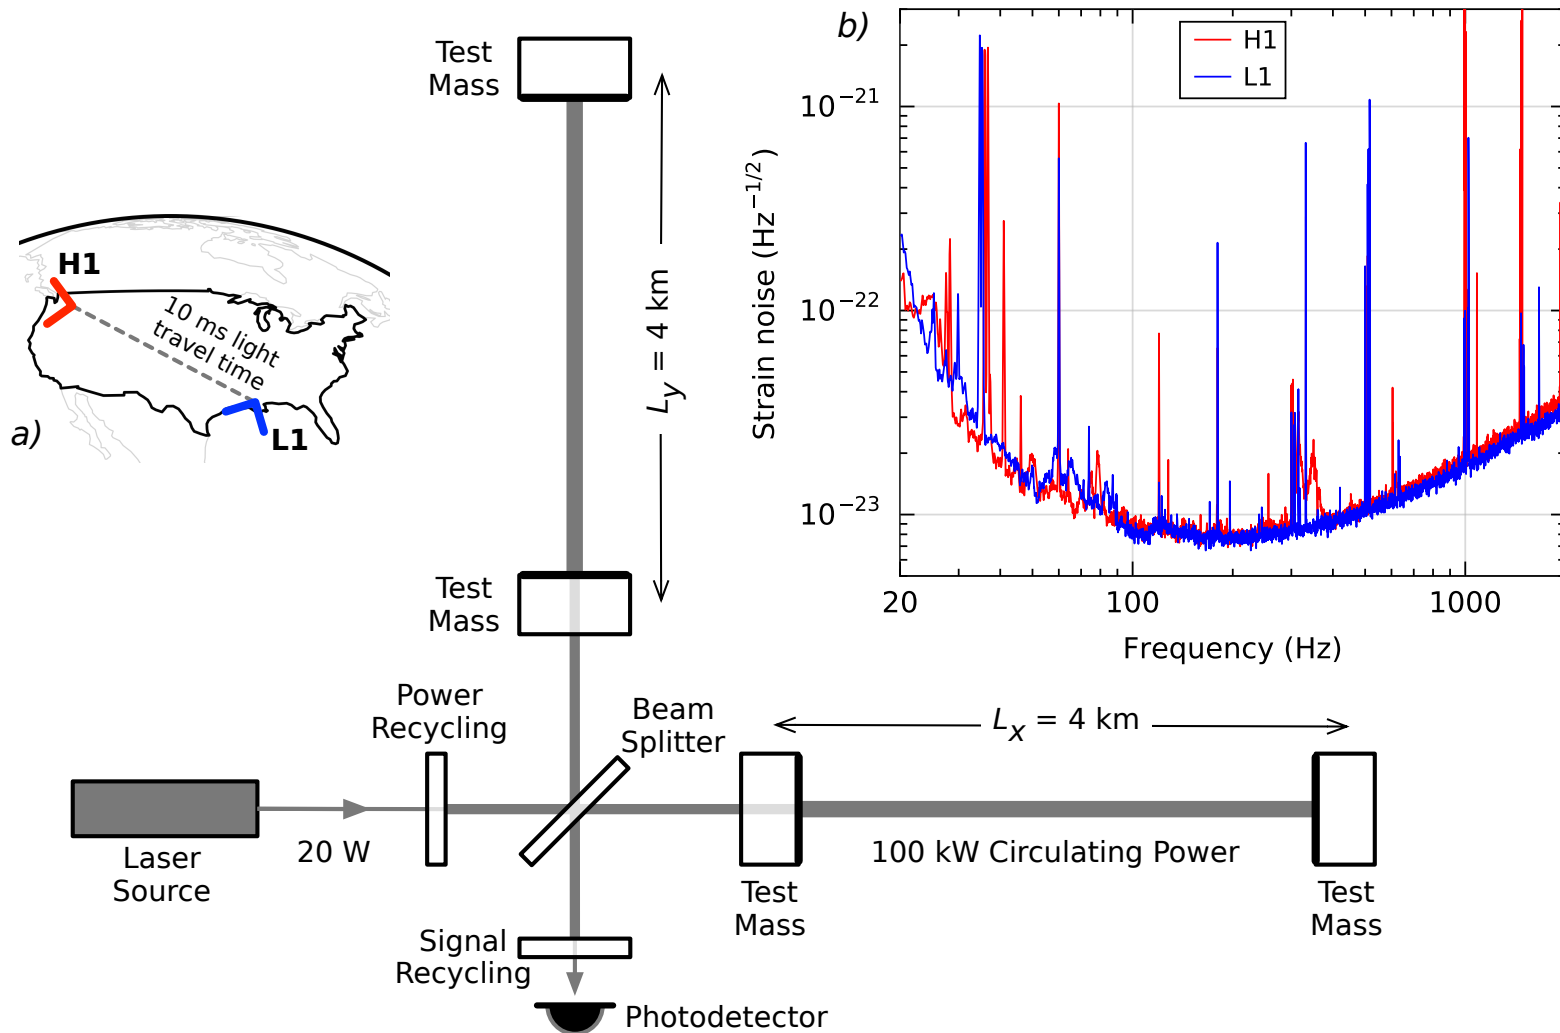 Test
Mass
L_y = 4 km
b)
H1
L1
10⁻²¹
10⁻²²
10⁻²³
Strain noise (Hz⁻¹/²)
20
100
1000
Frequency (Hz)
H1
10 ms light
travel time
L1
a)
Test
Mass
Power
Recycling
Beam
Splitter
L_x = 4 km
Laser
Source
20 W
100 kW Circulating Power
Test
Mass
Test
Mass
Signal
Recycling
Photodetector